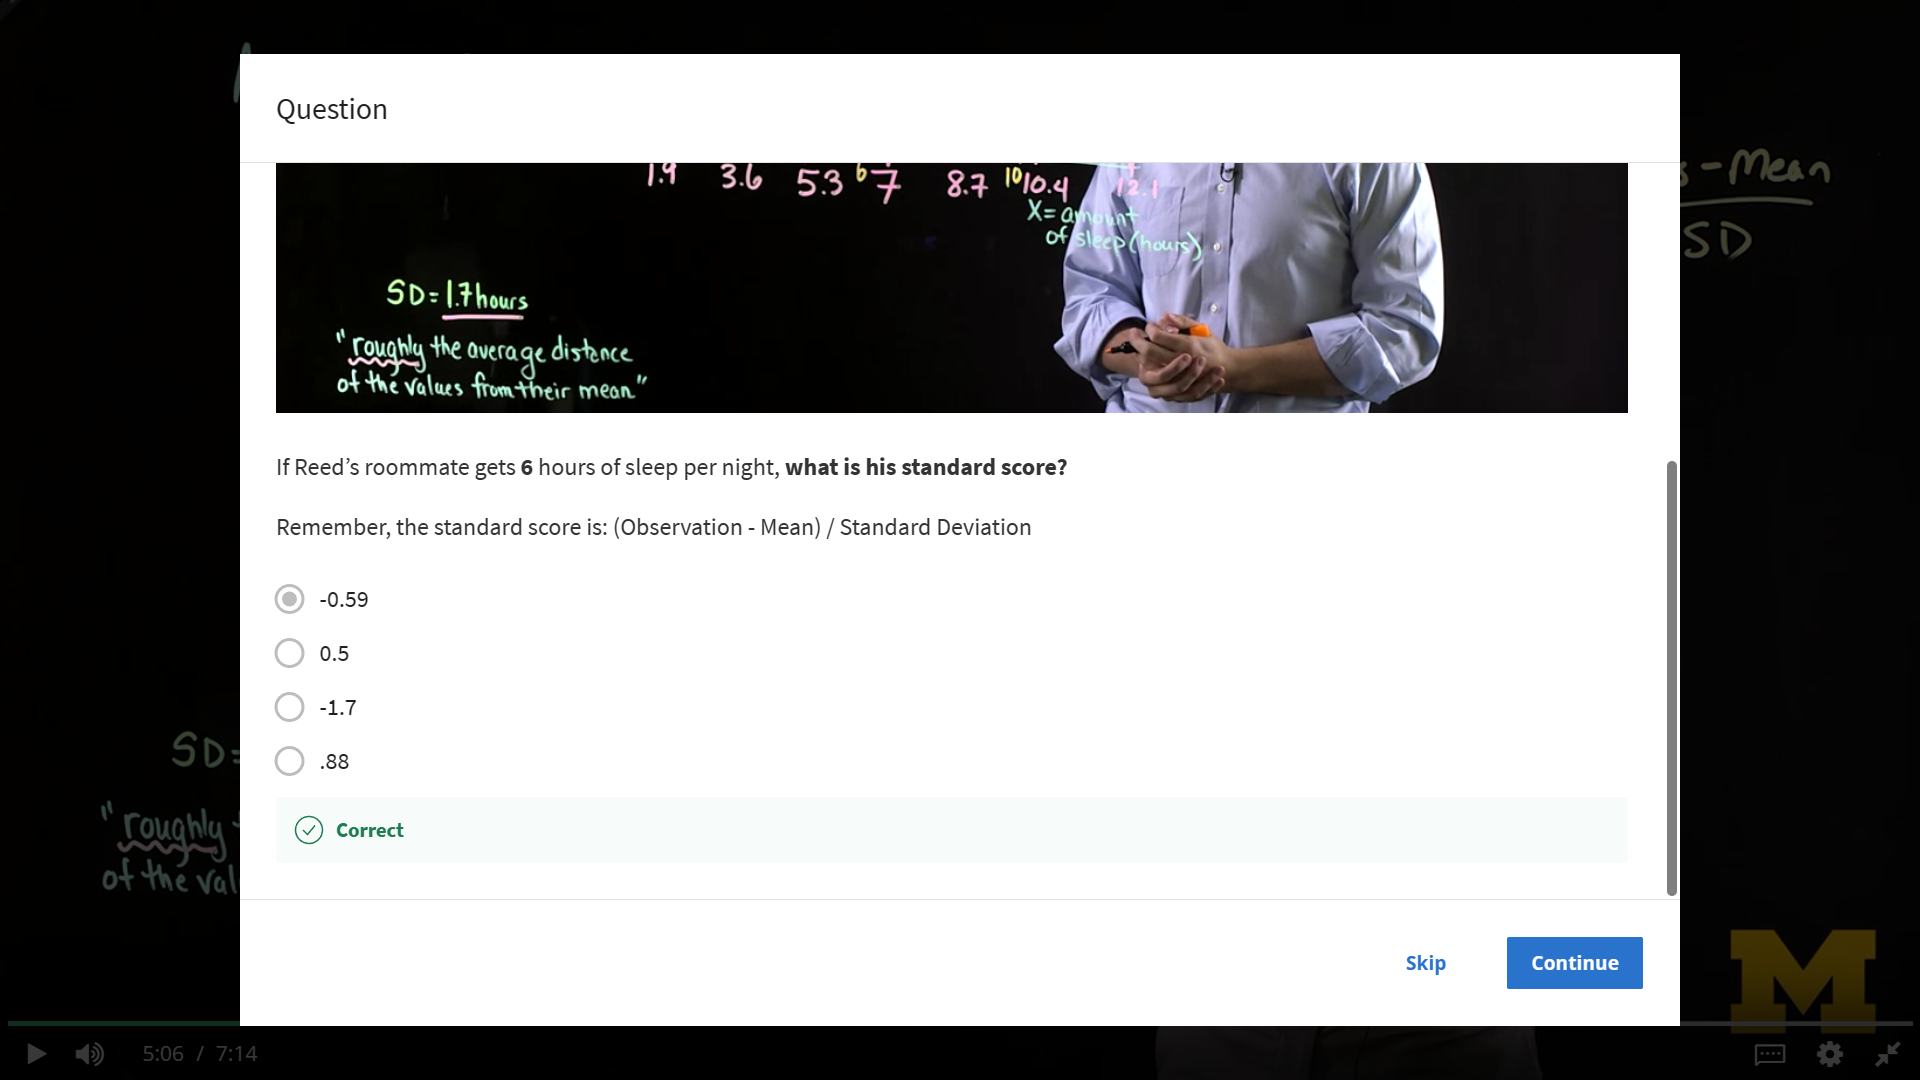 Question
s - Mean
SD
1.9 3.6 5.3 6 7 8.7 10 10.4 12.1
X = amount
of sleep (hours)
SD = 1.7 hours
"roughly the average distance
of the values from their mean"
If Reed’s roommate gets 6 hours of sleep per night, what is his standard score?
Remember, the standard score is: (Observation - Mean) / Standard Deviation
-0.59
0.5
-1.7
.88
Correct
SD=
"roughly
of the val
Skip
Continue
M
5:06 / 7:14